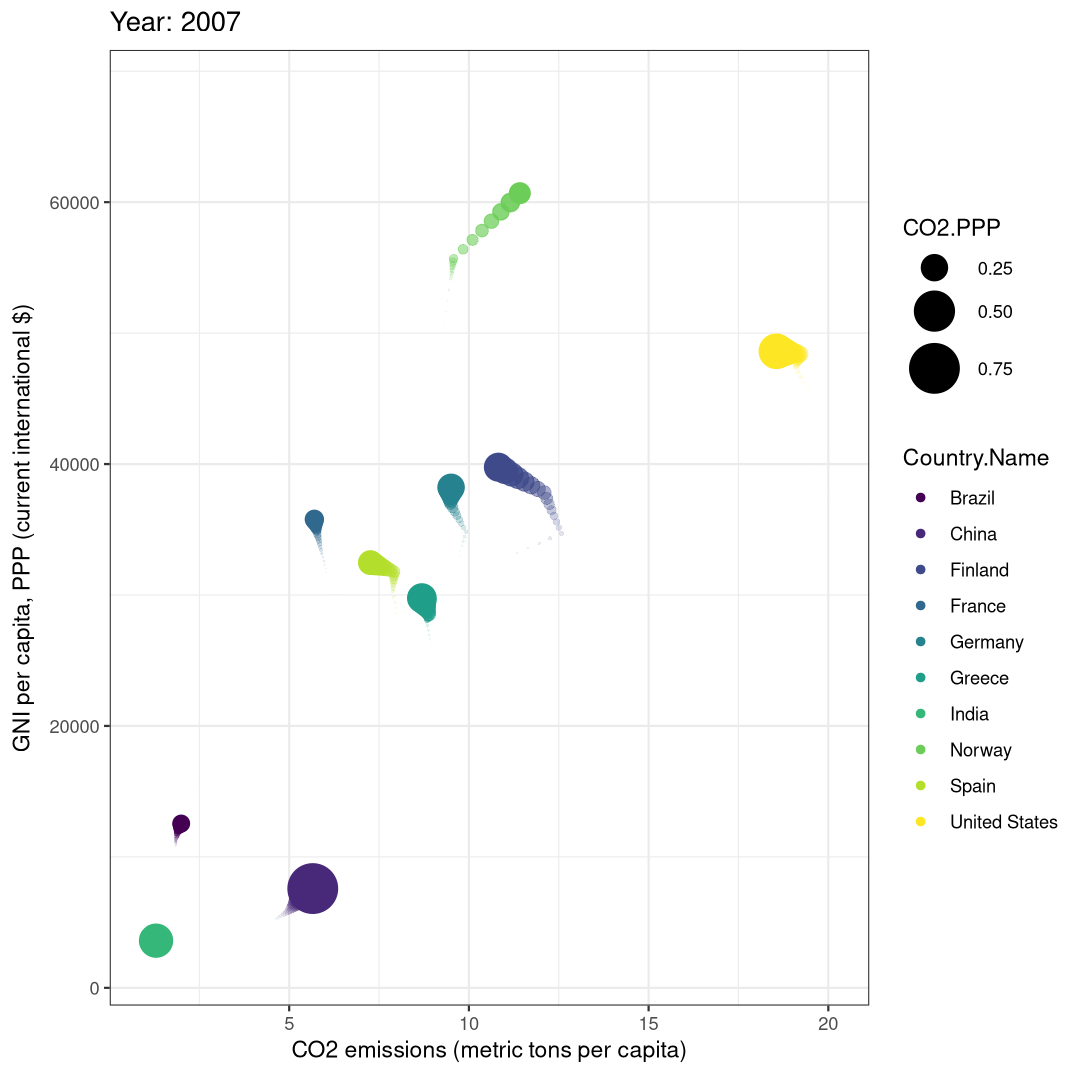 Year: 2007
GNI per capita, PPP (current international $)
60000
40000
20000
0
5
10
15
20
CO2 emissions (metric tons per capita)
CO2.PPP
0.25
0.50
0.75
Country.Name
Brazil
China
Finland
France
Germany
Greece
India
Norway
Spain
United States